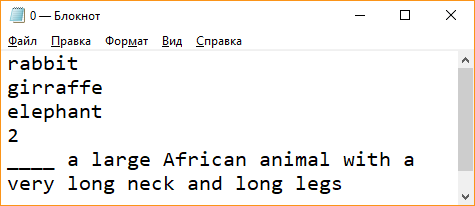 0 — Блокнот
Файл Правка Формат Вид Справка
rabbit
girraffe
elephant
2
____ a large African animal with a
very long neck and long legs